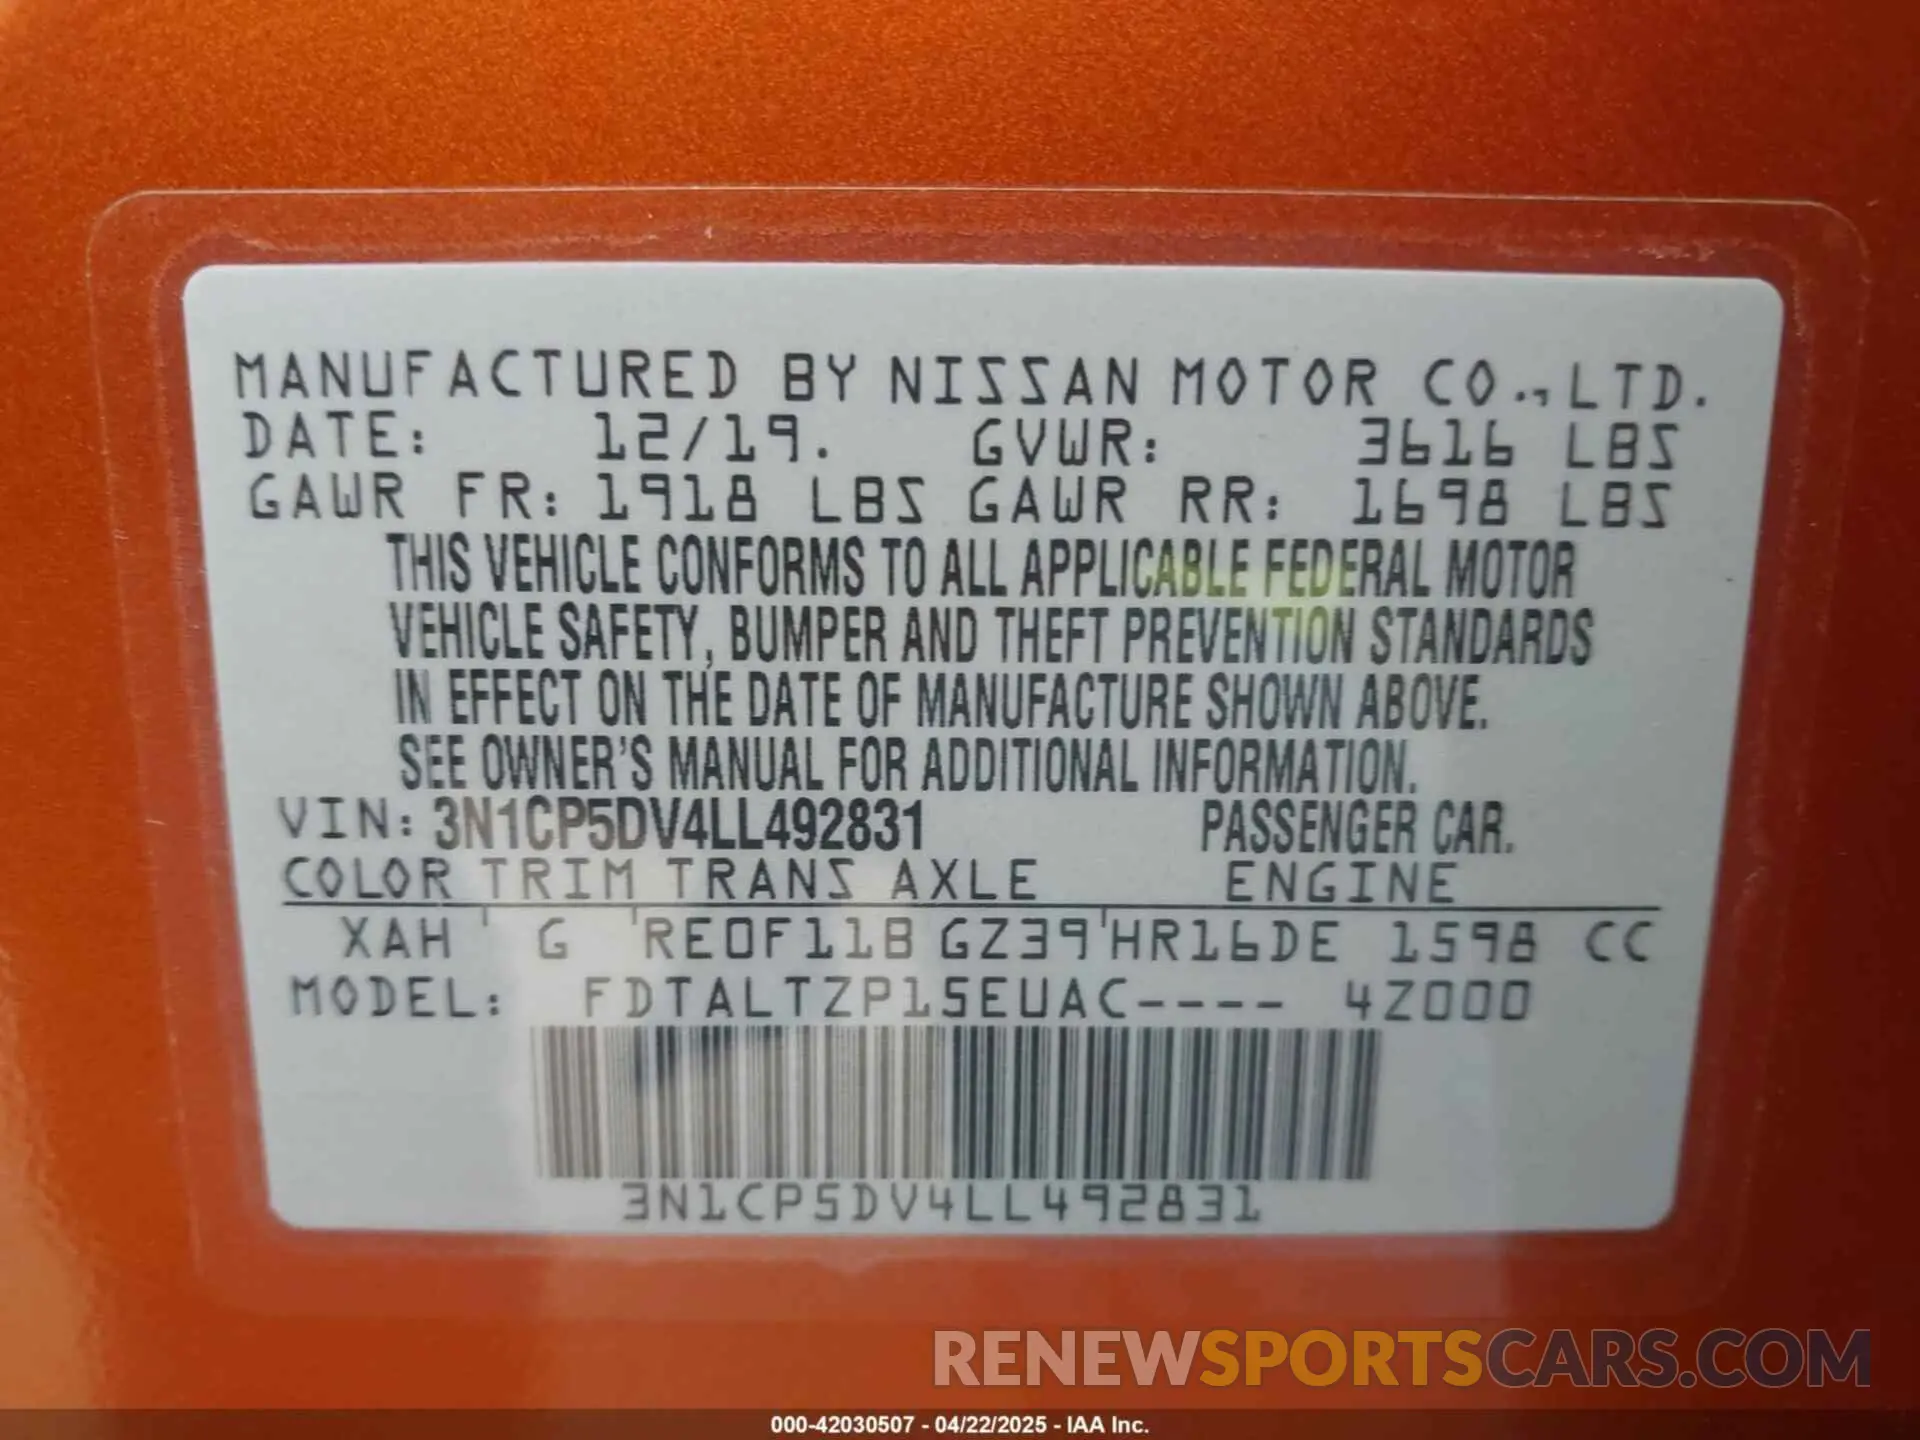 MANUFACTURED BY NISSAN MOTOR CO., LTD.
DATE: 12/19. GVWR: 3616 LBS
GAWR FR: 1918 LBS GAWR RR: 1698 LBS
THIS VEHICLE CONFORMS TO ALL APPLICABLE FEDERAL MOTOR
VEHICLE SAFETY, BUMPER AND THEFT PREVENTION STANDARDS
IN EFFECT ON THE DATE OF MANUFACTURE SHOWN ABOVE.
SEE OWNER'S MANUAL FOR ADDITIONAL INFORMATION.
VIN: 3N1CP5DV4LL492831 PASSENGER CAR.
COLOR TRIM TRANS AXLE ENGINE
XAH ' G 'RE0F11B GZ39'HR16DE 1598 CC
MODEL: FDTALTZP15EUAC---- 4Z000
3N1CP5DV4LL492831
RENEWSPORTSCARS.COM
000-42030507 - 04/22/2025 - IAA Inc.